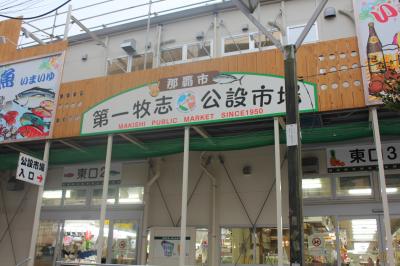 魚 いまいゆ
那覇市
第一牧志公設市場
MAKISHI PUBLIC MARKET SINCE1950
公設市場
入口→
東口2
東口3